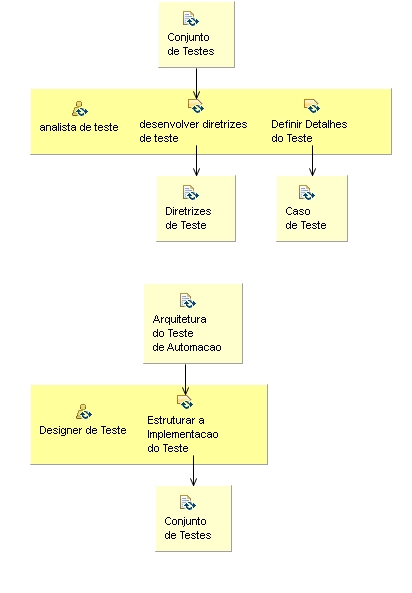 Conjunto
de Testes
analista de teste
desenvolver diretrizes
de teste
Definir Detalhes
do Teste
Diretrizes
de Teste
Caso
de Teste
Arquitetura
do Teste
de Automacao
Designer de Teste
Estruturar a
Implementacao
do Teste
Conjunto
de Testes